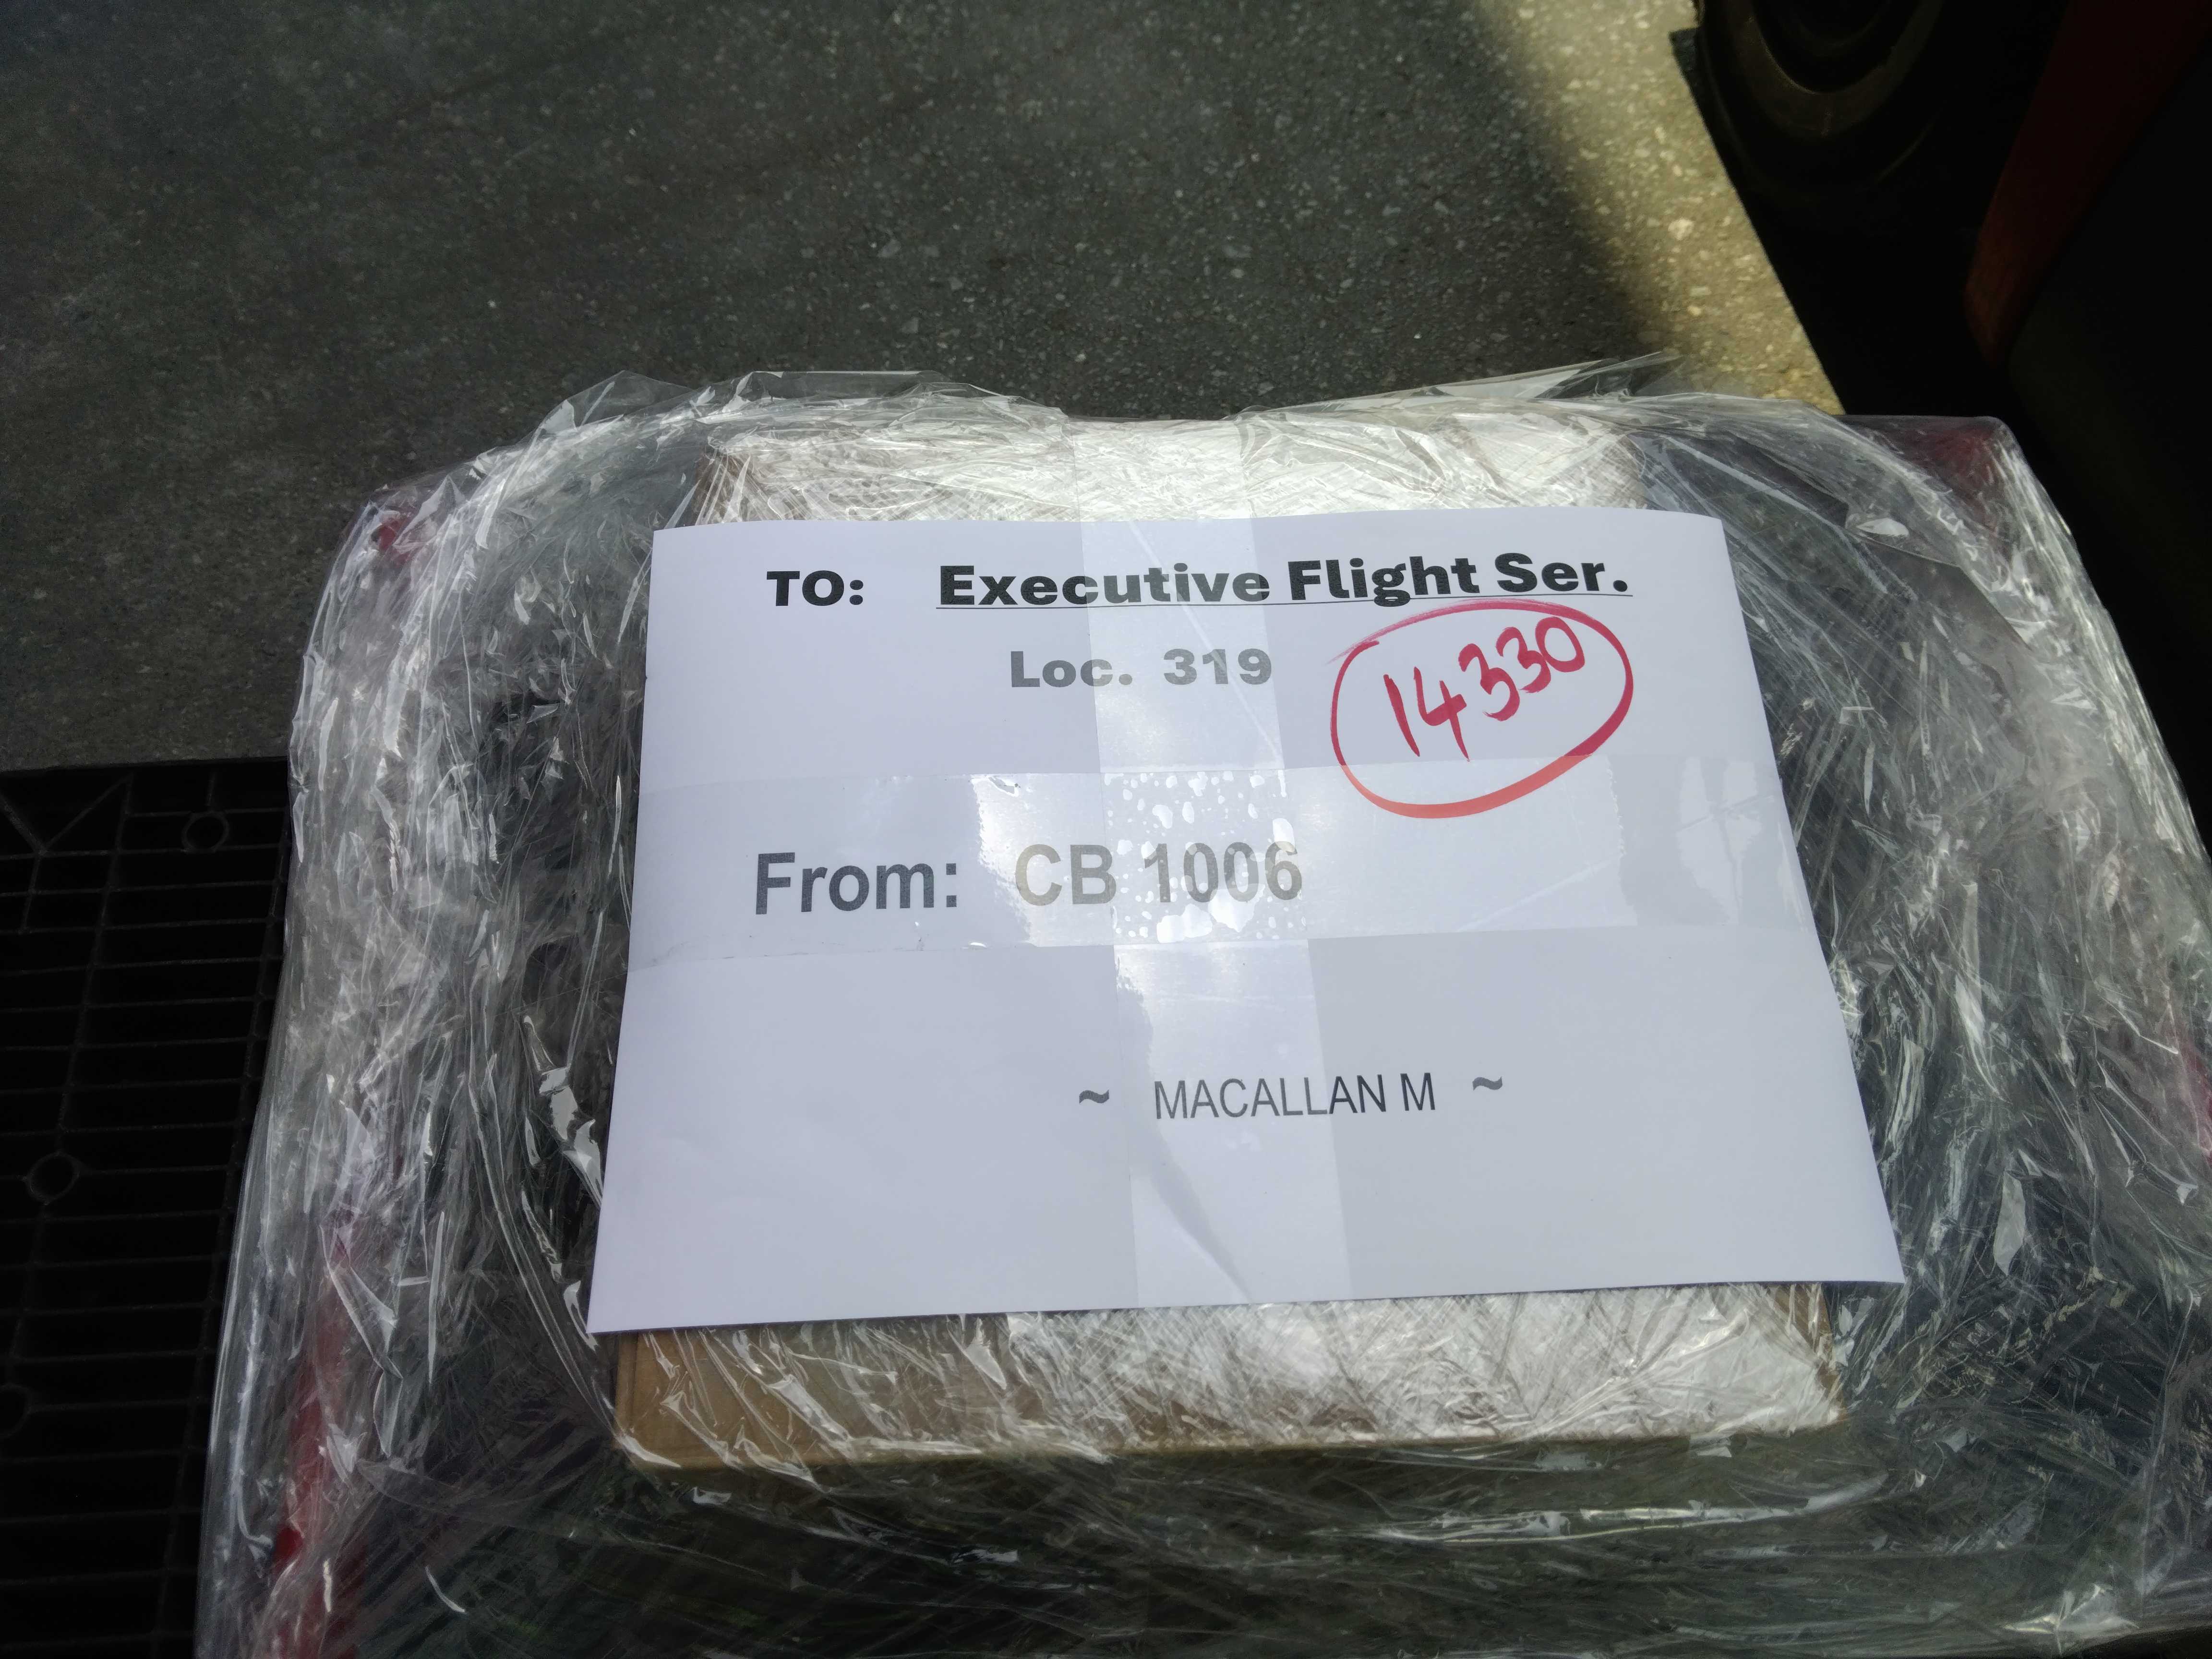 TO: Executive Flight Ser.
Loc. 319
14330
From: CB 1006
~ MACALLAN M ~